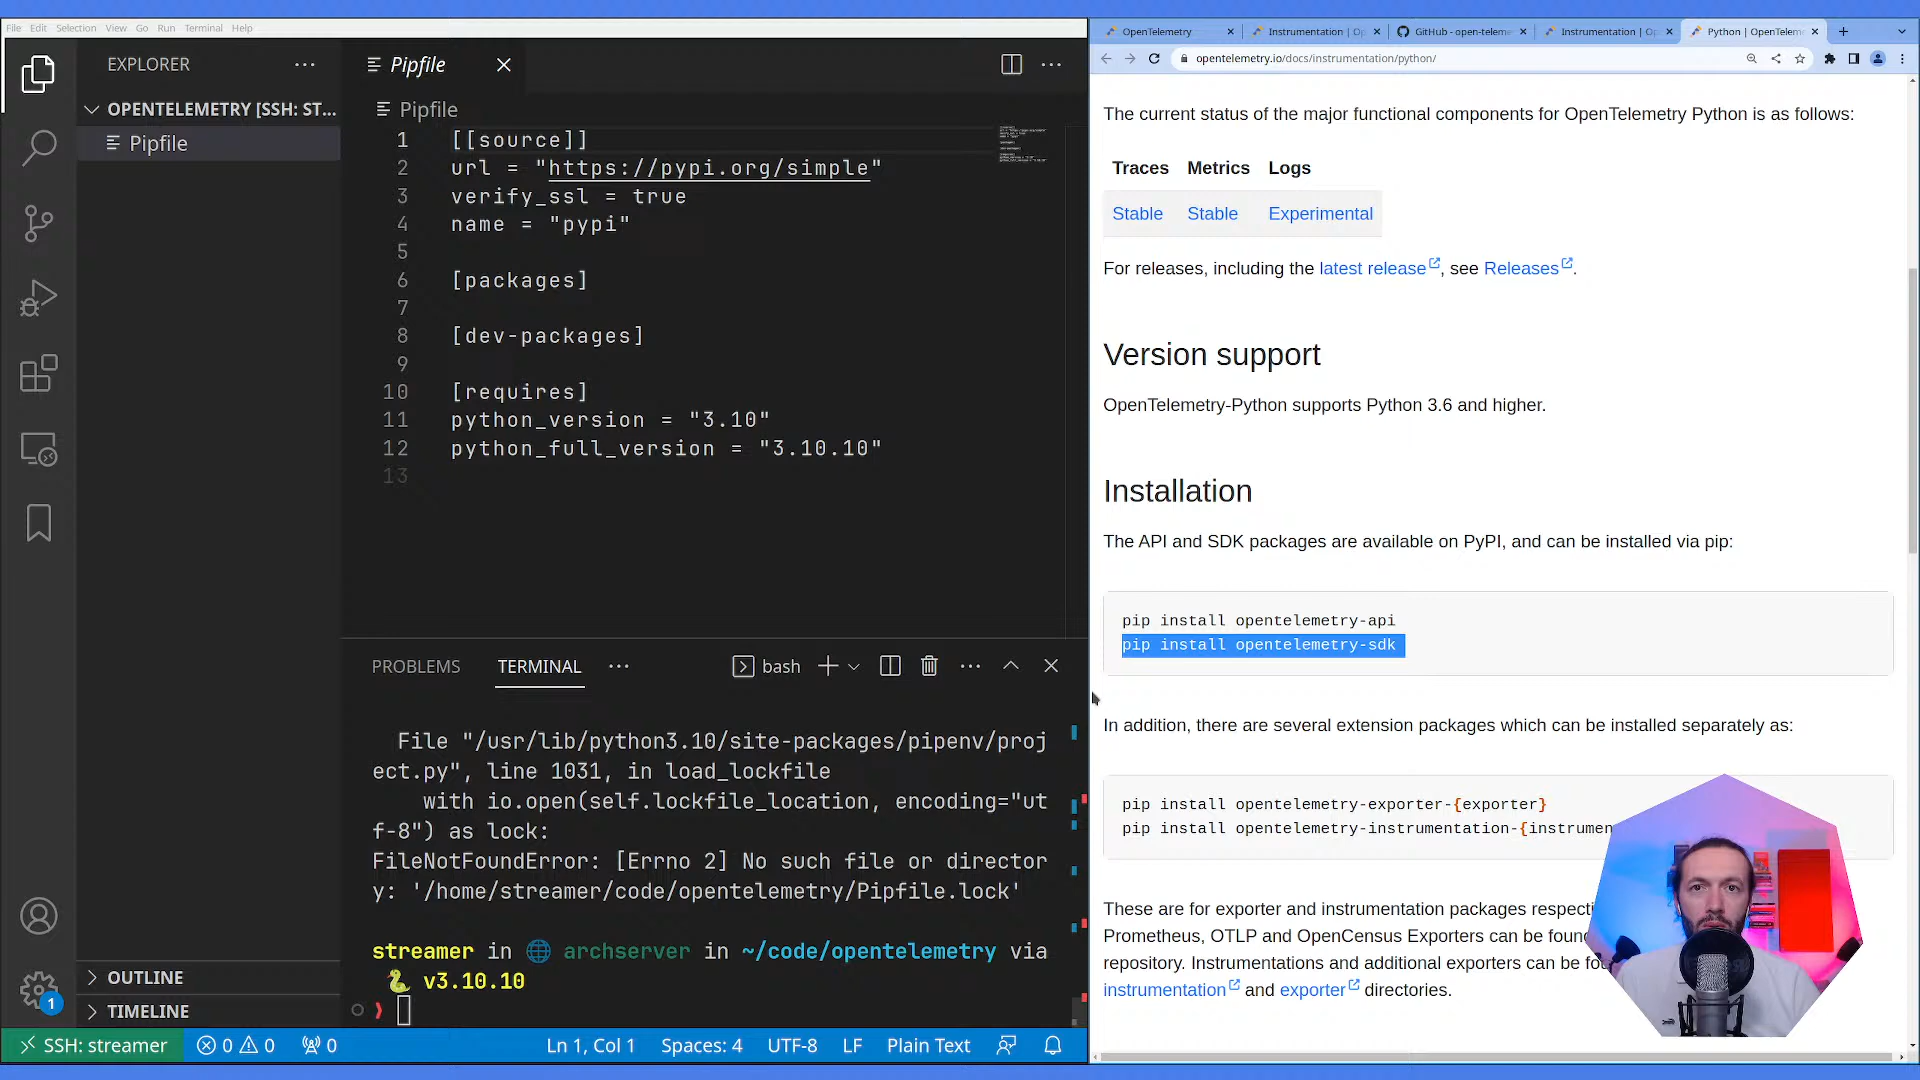 File Edit Selection View Go Run Terminal Help
EXPLORER
OPENTELEMETRY [SSH: ST...
Pipfile
OUTLINE
TIMELINE
1
Pipfile
Pipfile
1 [[source]]
2 url = "https://pypi.org/simple"
3 verify_ssl = true
4 name = "pypi"
5
6 [packages]
7
8 [dev-packages]
9
10 [requires]
11 python_version = "3.10"
12 python_full_version = "3.10.10"
13
PROBLEMS TERMINAL bash
File "/usr/lib/python3.10/site-packages/pipenv/proj
ect.py", line 1031, in load_lockfile
with io.open(self.lockfile_location, encoding="ut
f-8") as lock:
FileNotFoundError: [Errno 2] No such file or director
y: '/home/streamer/code/opentelemetry/Pipfile.lock'
streamer in 🌐 archserver in ~/code/opentelemetry via
🐍 v3.10.10
❯
SSH: streamer 0 0 0 Ln 1, Col 1 Spaces: 4 UTF-8 LF Plain Text
OpenTelemetry Instrumentation | Op GitHub - open-teleme Instrumentation | Op Python | OpenTelem
opentelemetry.io/docs/instrumentation/python/
The current status of the major functional components for OpenTelemetry Python is as follows:
Traces Metrics Logs
Stable Stable Experimental
For releases, including the latest release, see Releases.
Version support
OpenTelemetry-Python supports Python 3.6 and higher.
Installation
The API and SDK packages are available on PyPI, and can be installed via pip:
pip install opentelemetry-api
pip install opentelemetry-sdk
In addition, there are several extension packages which can be installed separately as:
pip install opentelemetry-exporter-{exporter}
pip install opentelemetry-instrumentation-{instrumen
These are for exporter and instrumentation packages respecti
Prometheus, OTLP and OpenCensus Exporters can be foun
repository. Instrumentations and additional exporters can be fo
instrumentation and exporter directories.